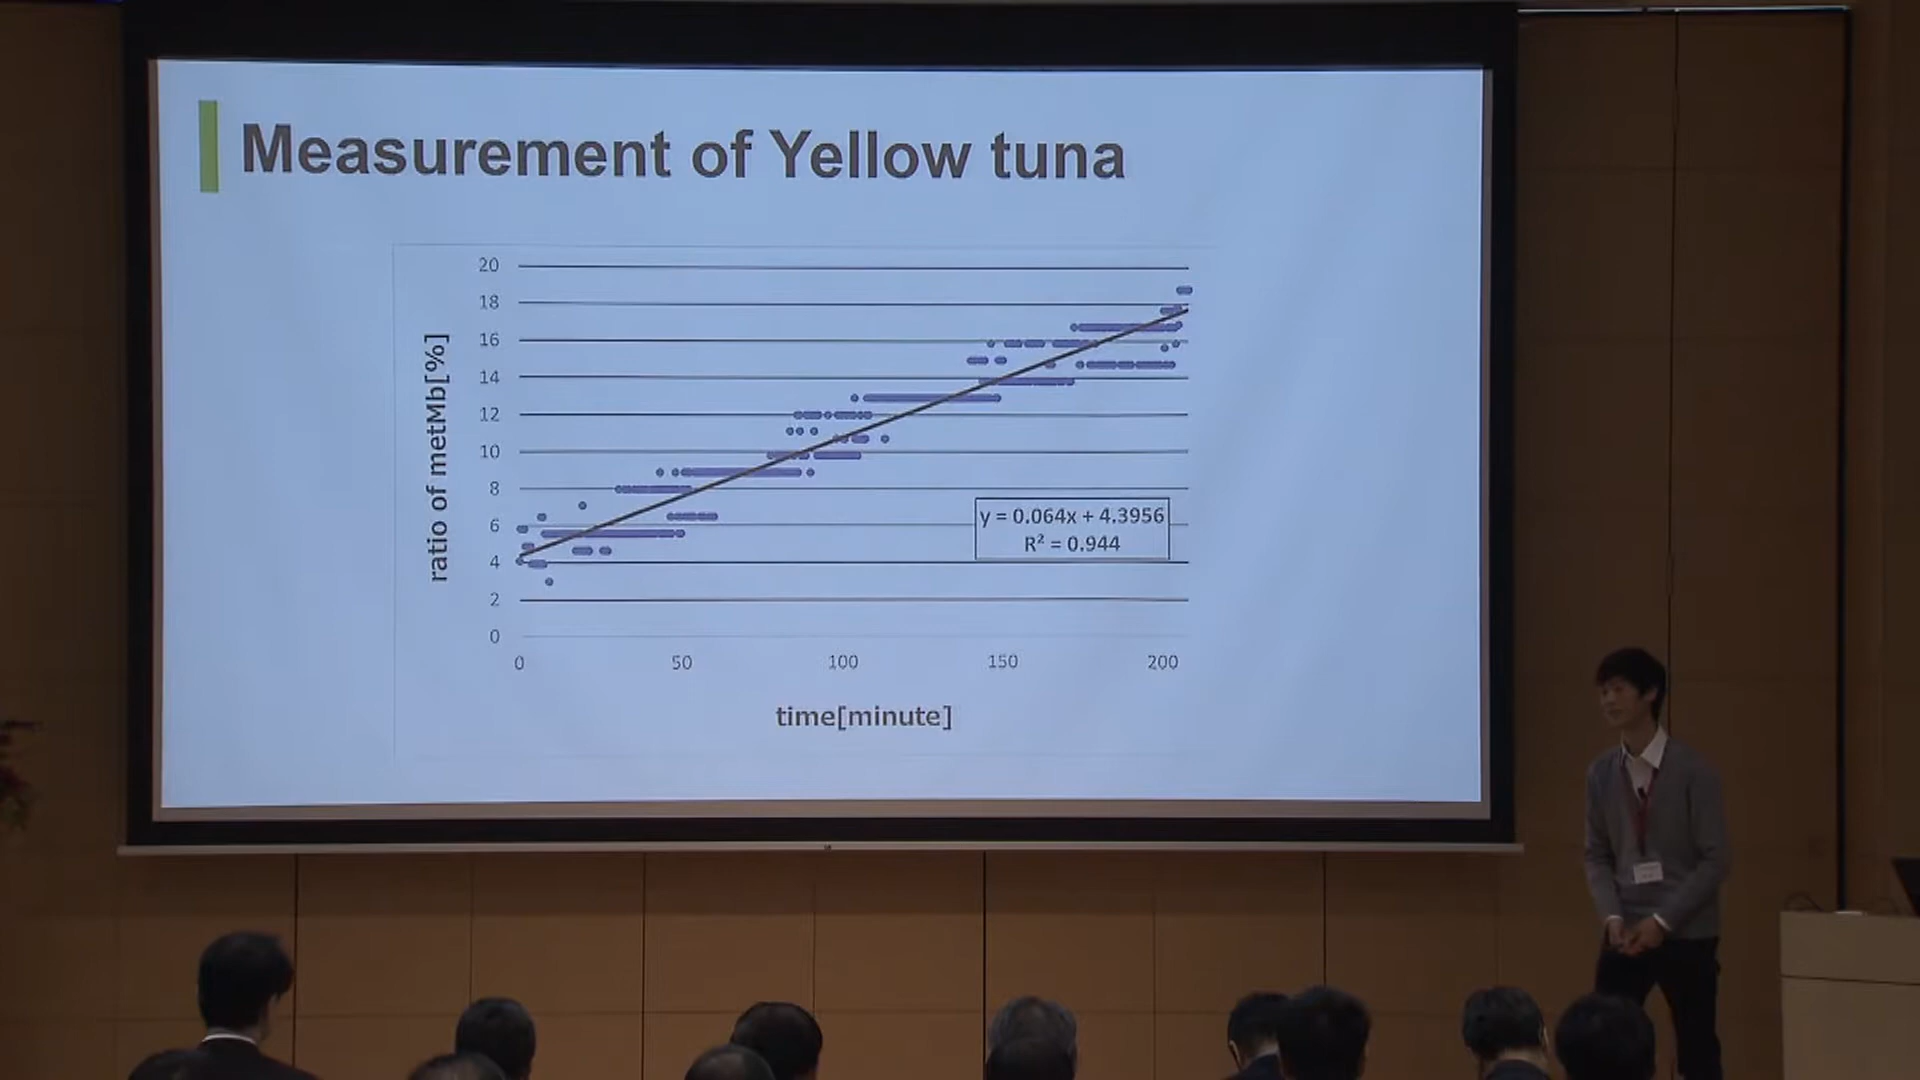 Measurement of Yellow tuna
20
18
16
14
12
10
8
6
4
2
0
ratio of metMb[%]
y = 0.064x + 4.3956
R² = 0.944
0 50 100 150 200
time[minute]